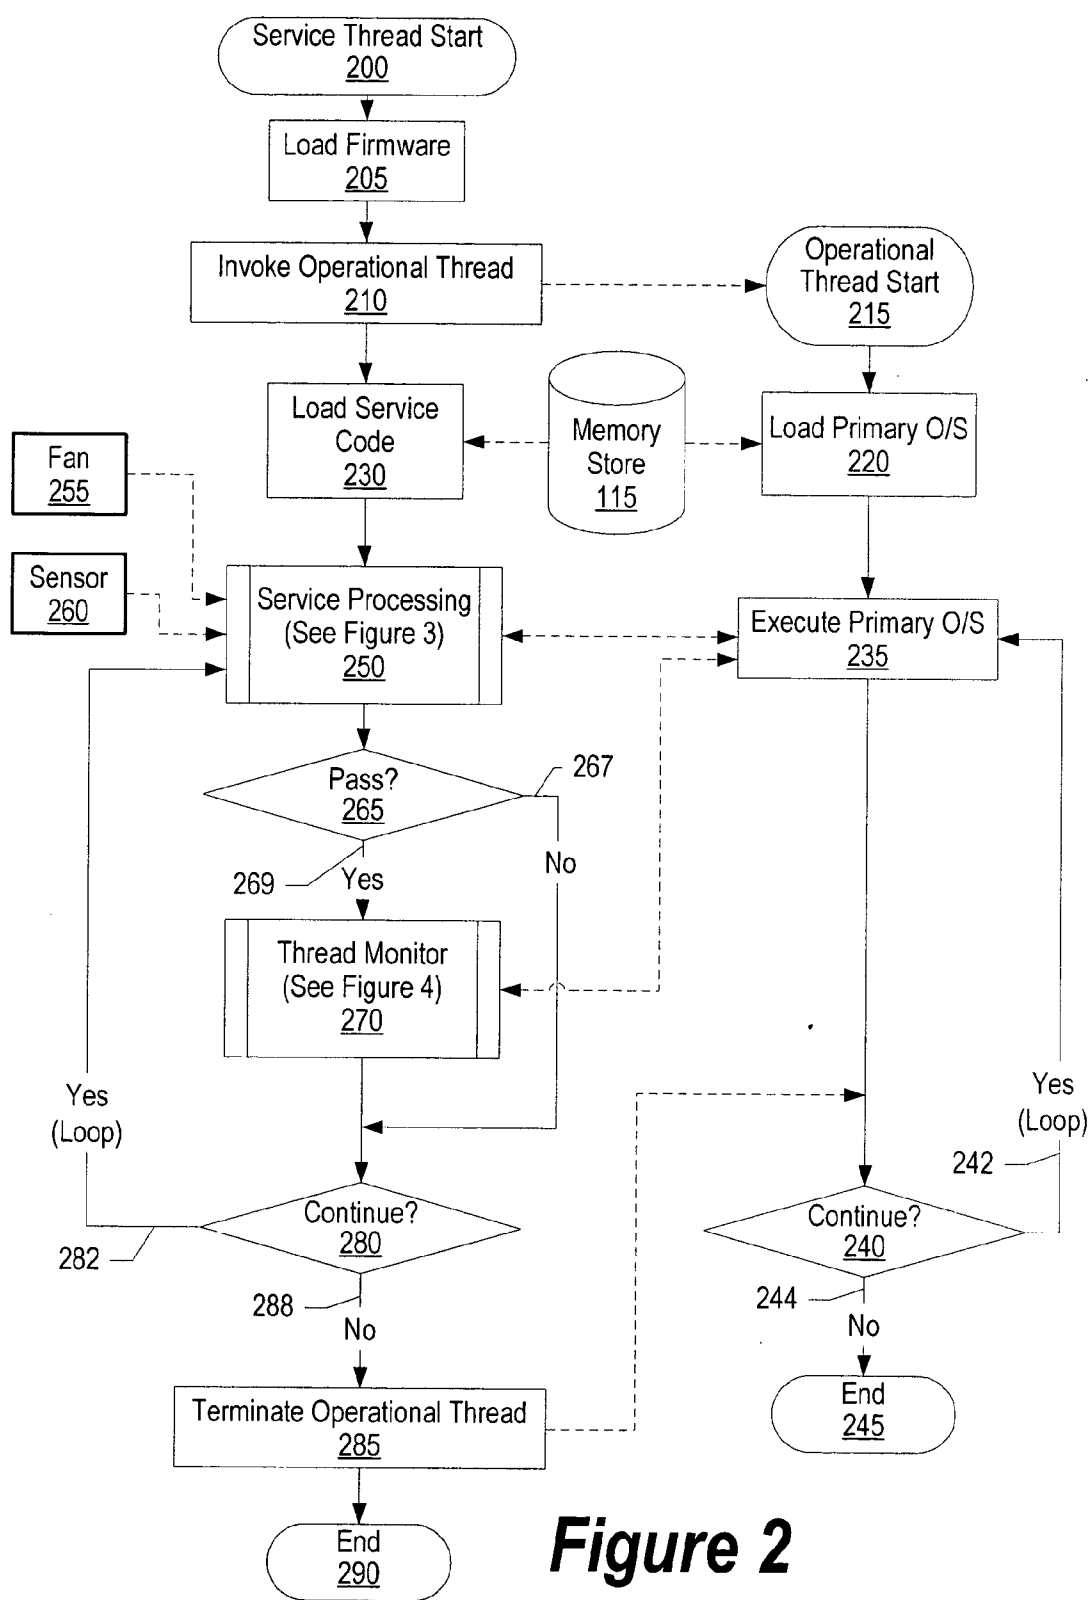 Service Thread Start
200
Load Firmware
205
Invoke Operational Thread
210
Operational
Thread Start
215
Load Service
Code
230
Memory
Store
115
Load Primary O/S
220
Fan
255
Sensor
260
Service Processing
(See Figure 3)
250
Execute Primary O/S
235
Pass?
265
267
No
269
Yes
Thread Monitor
(See Figure 4)
270
Yes
(Loop)
Yes
(Loop)
242
Continue?
280
282
Continue?
240
288
No
244
No
Terminate Operational Thread
285
End
245
End
290
Figure 2